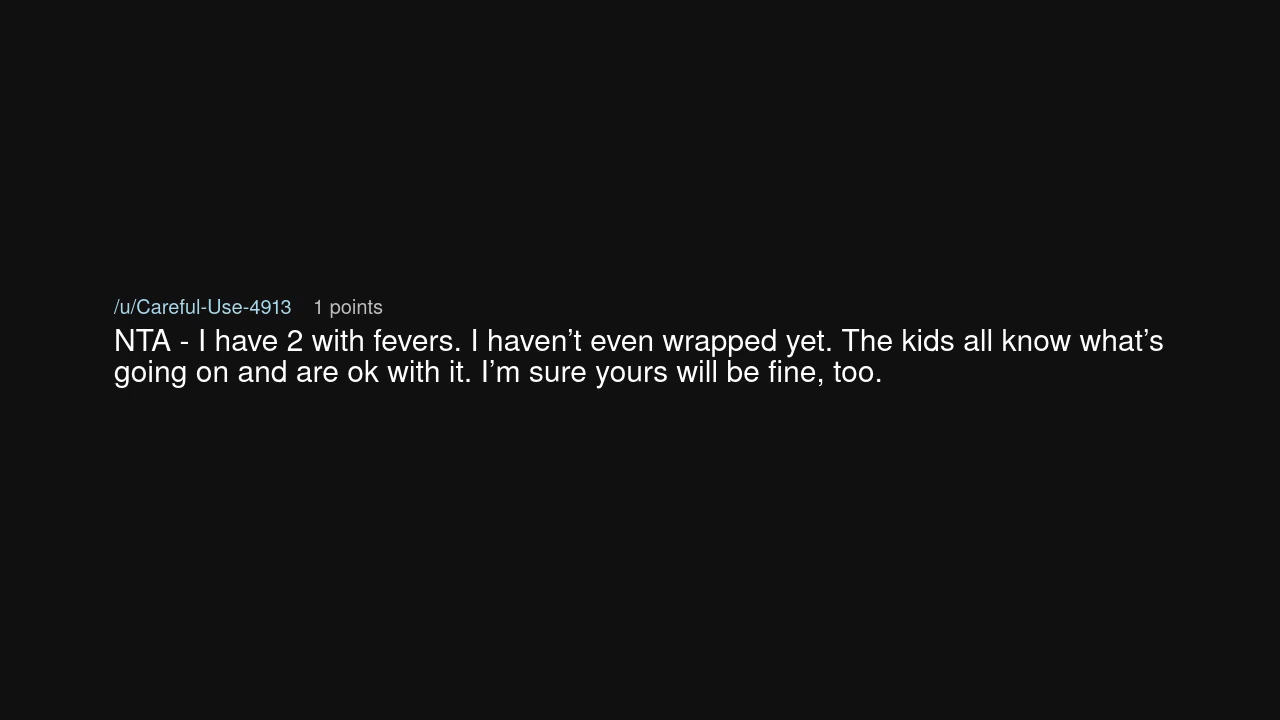 /u/Careful-Use-4913 1 points
NTA - I have 2 with fevers. I haven’t even wrapped yet. The kids all know what’s
going on and are ok with it. I’m sure yours will be fine, too.